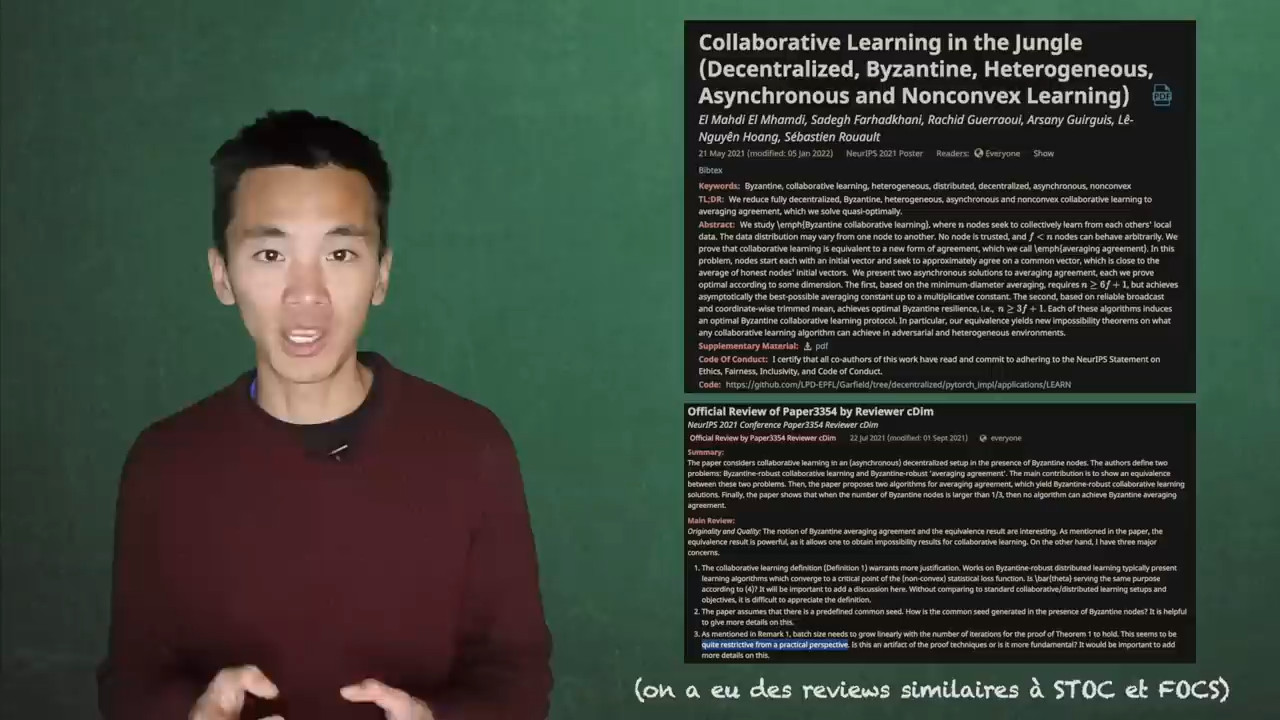 Collaborative Learning in the Jungle
(Decentralized, Byzantine, Heterogeneous,
Asynchronous and Nonconvex Learning)
PDF
El Mahdi El Mhamdi, Sadegh Farhadkhani, Rachid Guerraoui, Arsany Guirguis, Lê-
Nguyên Hoang, Sébastien Rouault
21 May 2021 (modified: 05 Jan 2022) NeurIPS 2021 Poster Readers: Everyone Show
Bibtex
Keywords: Byzantine, collaborative learning, heterogeneous, distributed, decentralized, asynchronous, nonconvex
TL;DR: We reduce fully decentralized, Byzantine, heterogeneous, asynchronous and nonconvex collaborative learning to
averaging agreement, which we solve quasi-optimally.
Abstract: We study \emph{Byzantine collaborative learning}, where n nodes seek to collectively learn from each others' local
data. The data distribution may vary from one node to another. No node is trusted, and f < n nodes can behave arbitrarily. We
prove that collaborative learning is equivalent to a new form of agreement, which we call \emph{averaging agreement}. In this
problem, nodes start each with an initial vector and seek to approximately agree on a common vector, which is close to the
average of honest nodes' initial vectors. We present two asynchronous solutions to averaging agreement, each we prove
optimal according to some dimension. The first, based on the minimum-diameter averaging, requires n ≥ 6f + 1, but achieves
asymptotically the best-possible averaging constant up to a multiplicative constant. The second, based on reliable broadcast
and coordinate-wise trimmed mean, achieves optimal Byzantine resilience, i.e., n ≥ 3f + 1. Each of these algorithms induces
an optimal Byzantine collaborative learning protocol. In particular, our equivalence yields new impossibility theorems on what
any collaborative learning algorithm can achieve in adversarial and heterogeneous environments.
Supplementary Material: pdf
Code Of Conduct: I certify that all co-authors of this work have read and commit to adhering to the NeurIPS Statement on
Ethics, Fairness, Inclusivity, and Code of Conduct.
Code: https://github.com/LPD-EPFL/Garfield/tree/decentralized/pytorch_impl/applications/LEARN
Official Review of Paper3354 by Reviewer cDim
NeurIPS 2021 Conference Paper3354 Reviewer cDim
Official Review by Paper3354 Reviewer cDim 22 Jul 2021 (modified: 01 Sept 2021) everyone
Summary:
The paper considers collaborative learning in an (asynchronous) decentralized setup in the presence of Byzantine nodes. The authors define two
problems: Byzantine-robust collaborative learning and Byzantine-robust 'averaging agreement'. The main contribution is to show an equivalence
between these two problems. Then, the paper proposes two algorithms for averaging agreement, which yield Byzantine-robust collaborative learning
solutions. Finally, the paper shows that when the number of Byzantine nodes is larger than 1/3, then no algorithm can achieve Byzantine averaging
agreement.
Main Review:
Originality and Quality: The notion of Byzantine averaging agreement and the equivalence result are interesting. As mentioned in the paper, the
equivalence result is powerful, as it allows one to obtain impossibility results for collaborative learning. On the other hand, I have three major
concerns.
1. The collaborative learning definition (Definition 1) warrants more justification. Works on Byzantine-robust distributed learning typically present
learning algorithms which converge to a critical point of the (non-convex) statistical loss function. Is \bar{theta} serving the same purpose
according to (4)? It will be important to add a discussion here. Without comparing to standard collaborative/distributed learning setups and
objectives, it is difficult to appreciate the definition.
2. The paper assumes that there is a predefined common seed. How is the common seed generated in the presence of Byzantine nodes? It is helpful
to give more details on this.
3. As mentioned in Remark 1, batch size needs to grow linearly with the number of iterations for the proof of Theorem 1 to hold. This seems to be
quite restrictive from a practical perspective. Is this an artifact of the proof techniques or is it more fundamental? It would be important to add
more details on this.
(on a eu des reviews similaires à STOC et FOCS)